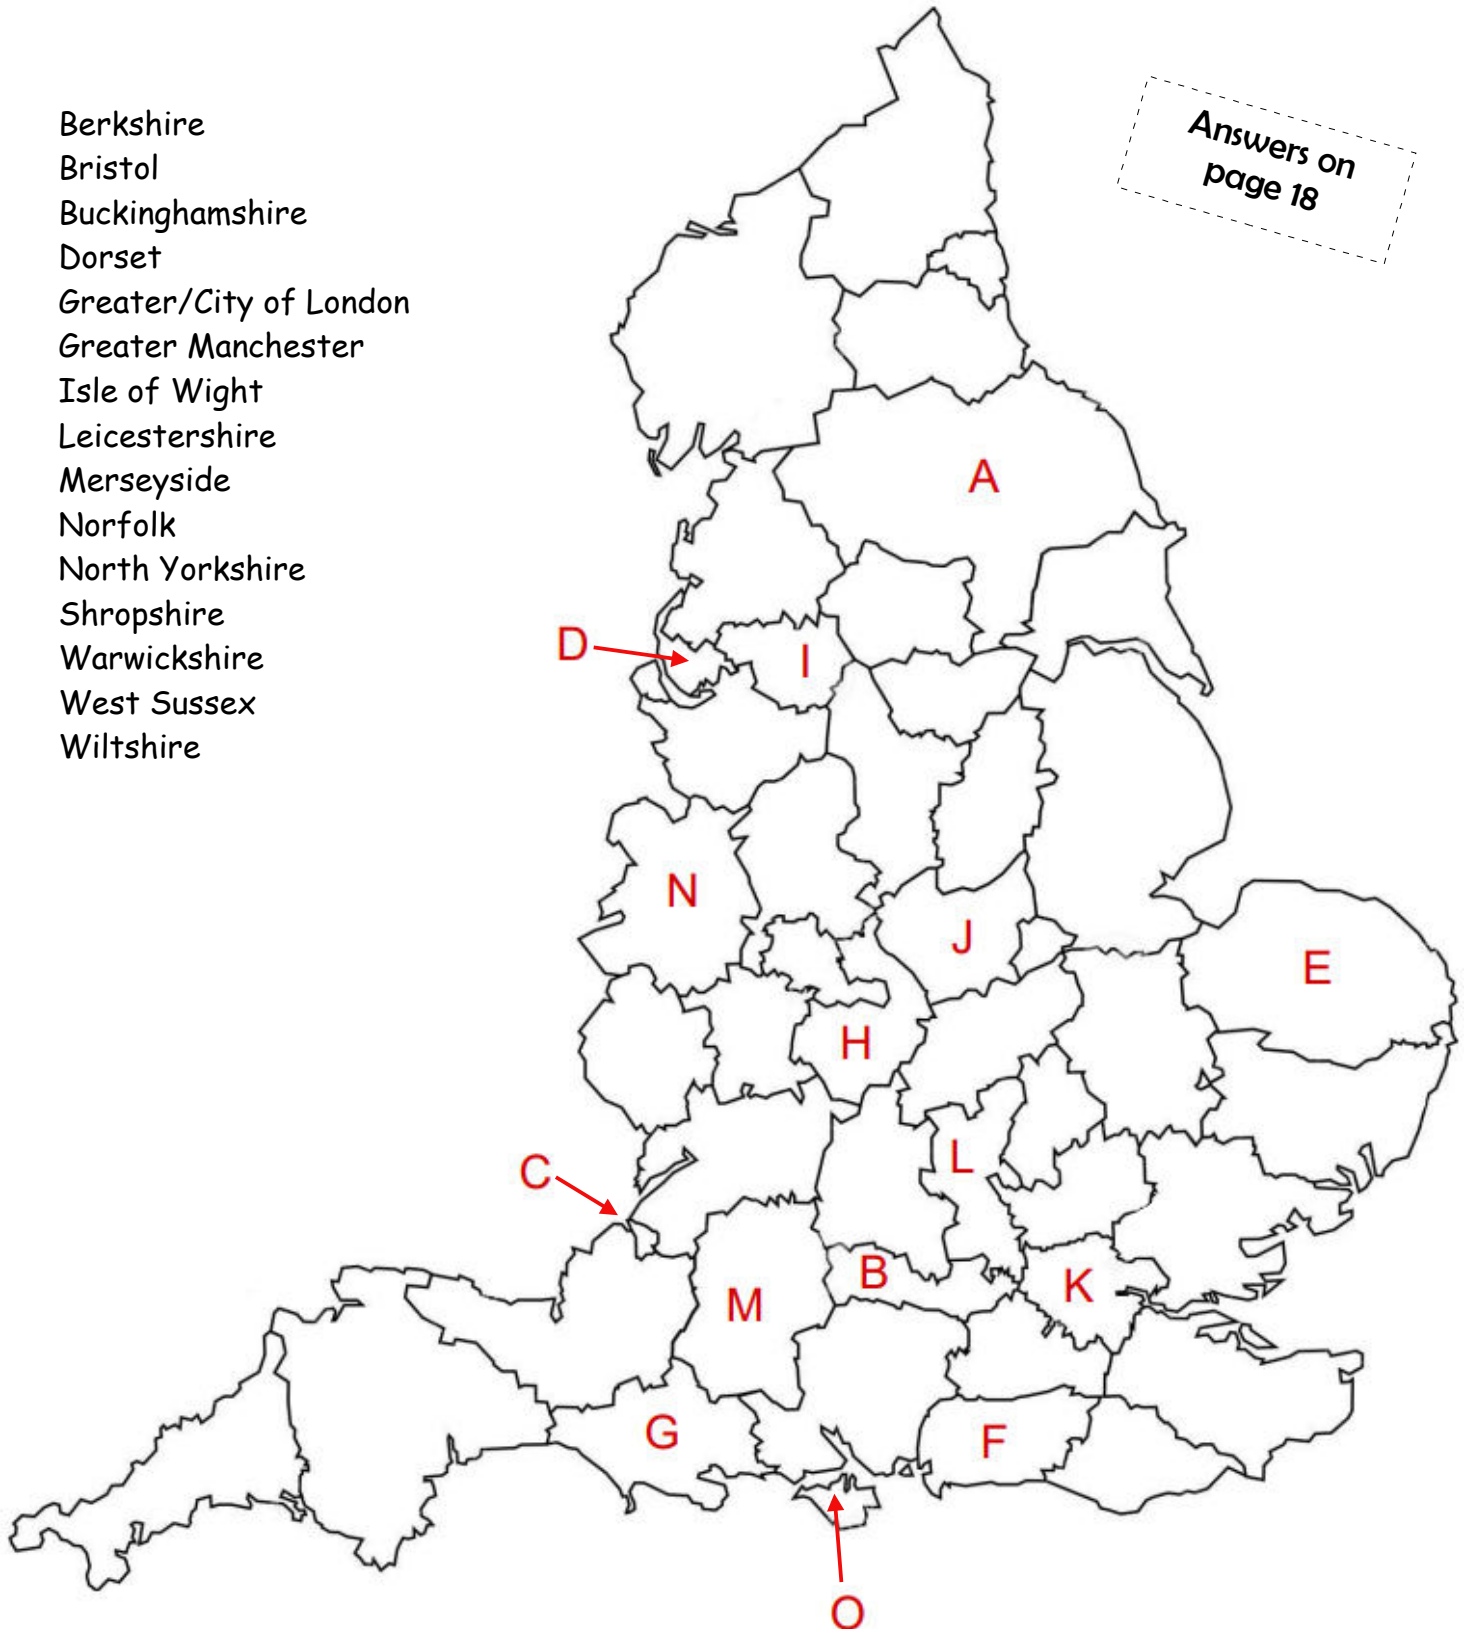 Berkshire
Bristol
Buckinghamshire
Dorset
Greater/City of London
Greater Manchester
Isle of Wight
Leicestershire
Merseyside
Norfolk
North Yorkshire
Shropshire
Warwickshire
West Sussex
Wiltshire
Answers on
page 18
A
D
I
N
J
E
H
C
L
B
K
M
G
F
O